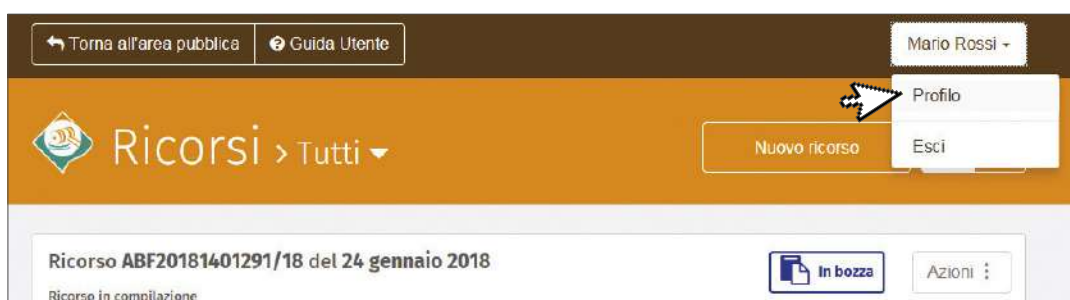 Torna all'area pubblica Guida Utente Mario Rossi
Profilo
Ricorsi > Tutti Nuovo ricorso Esci
Ricorso ABF20181401291/18 del 24 gennaio 2018 In bozza Azioni
Ricorso in compilazione